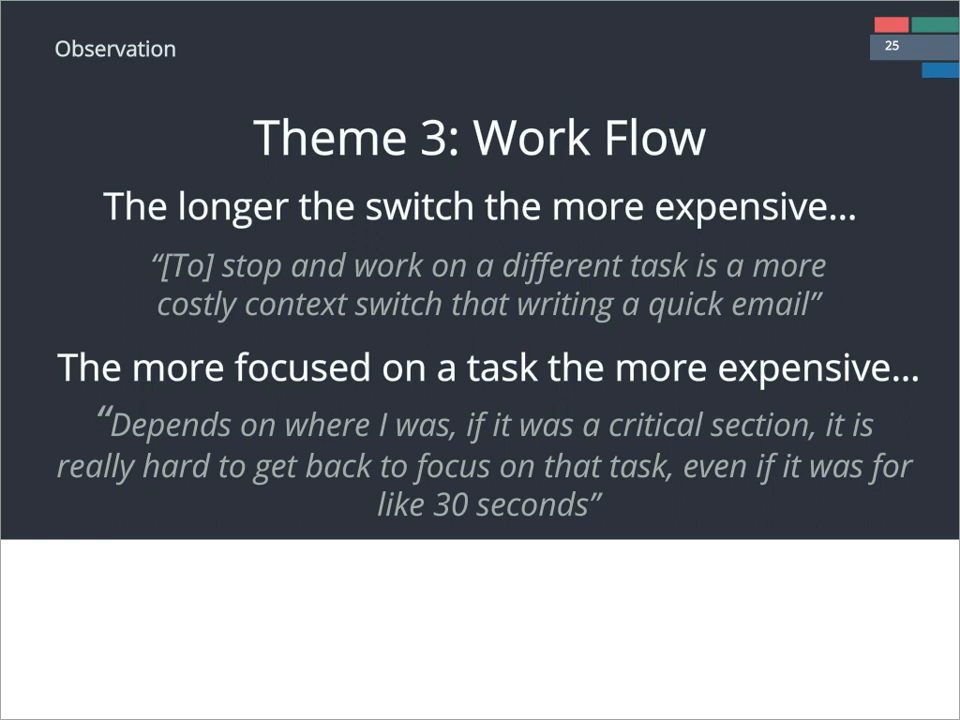 Observation
25
Theme 3: Work Flow
The longer the switch the more expensive…
“[To] stop and work on a different task is a more
costly context switch that writing a quick email”
The more focused on a task the more expensive…
“Depends on where I was, if it was a critical section, it is
really hard to get back to focus on that task, even if it was for
like 30 seconds”